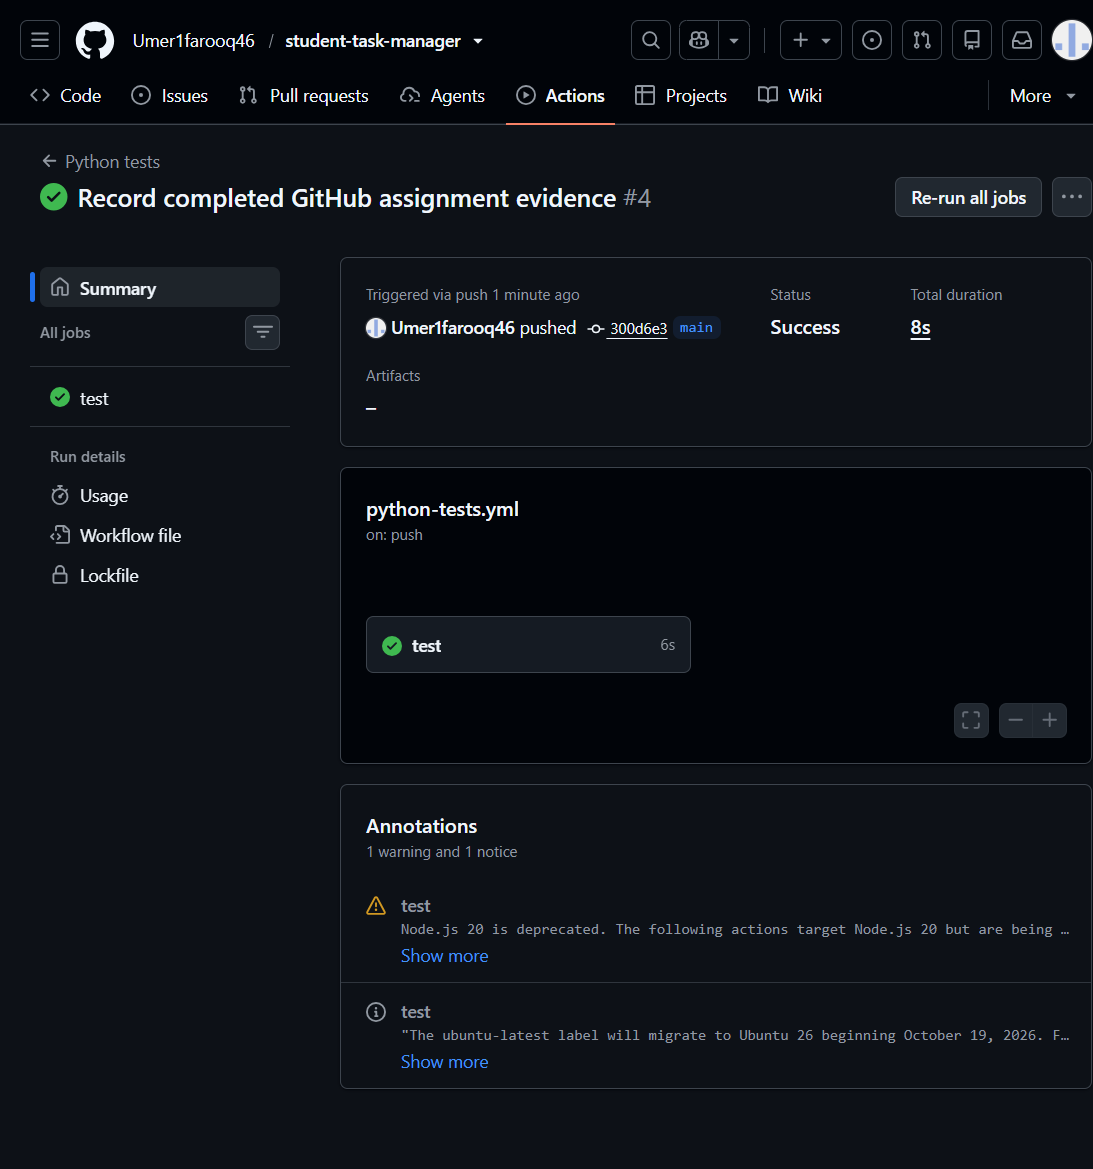 Umer1farooq46 / student-task-manager
Code Issues Pull requests Agents Actions Projects Wiki More
Python tests
Record completed GitHub assignment evidence #4
Re-run all jobs
Summary
All jobs
test
Run details
Usage
Workflow file
Lockfile
Triggered via push 1 minute ago
Umer1farooq46 pushed 300d6e3 main
Status
Success
Total duration
8s
Artifacts
–
python-tests.yml
on: push
test 6s
Annotations
1 warning and 1 notice
test
Node.js 20 is deprecated. The following actions target Node.js 20 but are being …
Show more
test
"The ubuntu-latest label will migrate to Ubuntu 26 beginning October 19, 2026. F…
Show more